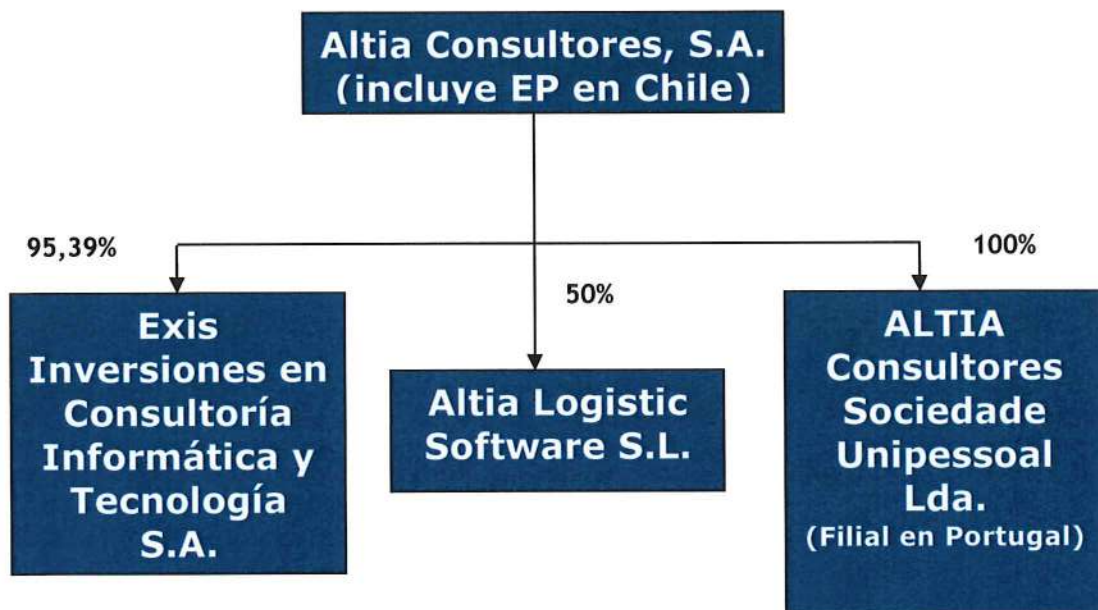 Altia Consultores, S.A.
(incluye EP en Chile)
95,39%
50%
100%
Exis
Inversiones en
Consultoría
Informática y
Tecnología
S.A.
Altia Logistic
Software S.L.
ALTIA
Consultores
Sociedade
Unipessoal
Lda.
(Filial en Portugal)